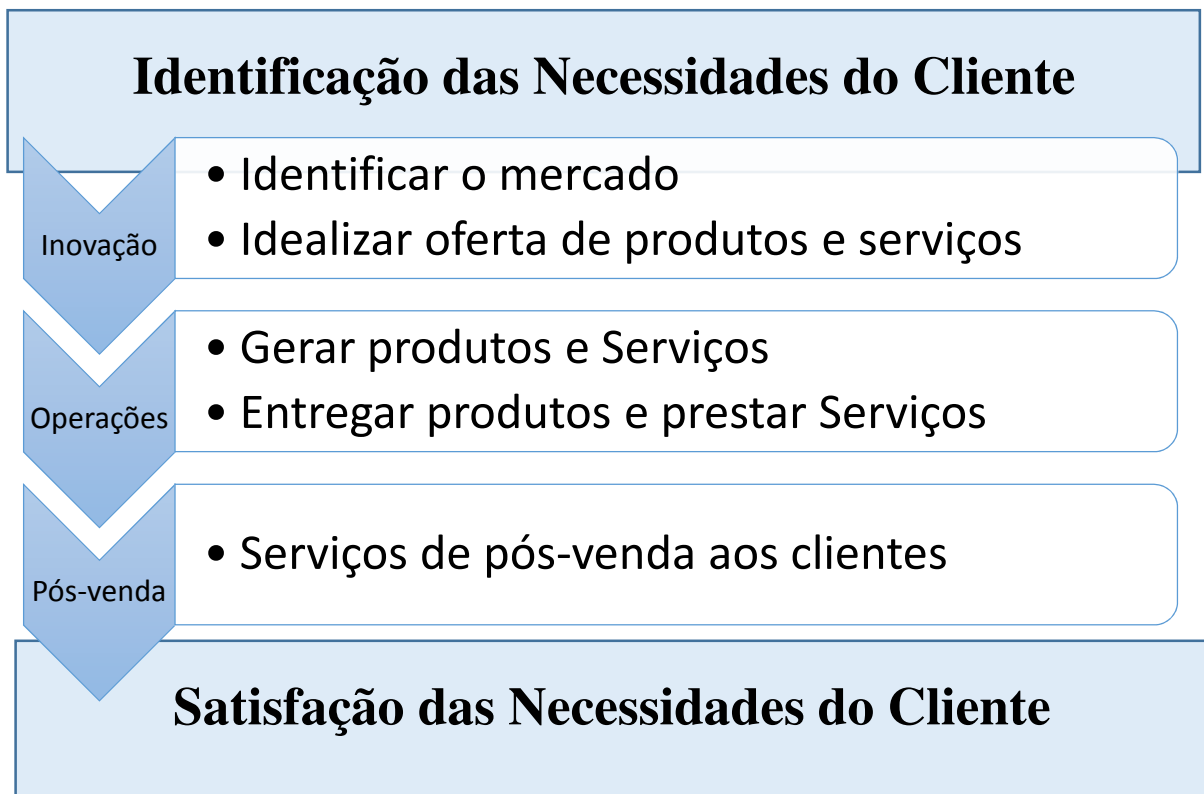 Identificação das Necessidades do Cliente
• Identificar o mercado
Inovação
• Idealizar oferta de produtos e serviços
• Gerar produtos e Serviços
Operações
• Entregar produtos e prestar Serviços
• Serviços de pós-venda aos clientes
Pós-venda
Satisfação das Necessidades do Cliente